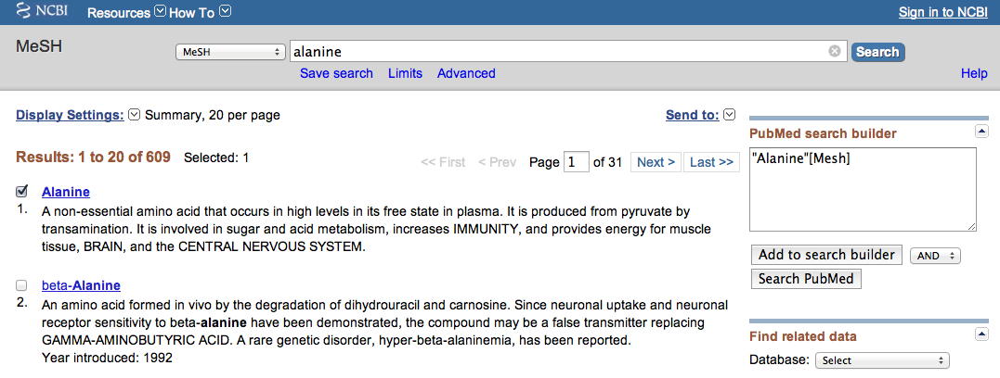 NCBI Resources How To Sign in to NCBI
MeSH MeSH alanine Search
Save search Limits Advanced Help
Display Settings: Summary, 20 per page Send to:
Results: 1 to 20 of 609 Selected: 1
<< First < Prev Page 1 of 31 Next > Last >>
Alanine
1. A non-essential amino acid that occurs in high levels in its free state in plasma. It is produced from pyruvate by
transamination. It is involved in sugar and acid metabolism, increases IMMUNITY, and provides energy for muscle
tissue, BRAIN, and the CENTRAL NERVOUS SYSTEM.
beta-Alanine
2. An amino acid formed in vivo by the degradation of dihydrouracil and carnosine. Since neuronal uptake and neuronal
receptor sensitivity to beta-alanine have been demonstrated, the compound may be a false transmitter replacing
GAMMA-AMINOBUTYRIC ACID. A rare genetic disorder, hyper-beta-alaninemia, has been reported.
Year introduced: 1992
PubMed search builder
"Alanine"[Mesh]
Add to search builder AND
Search PubMed
Find related data
Database: Select